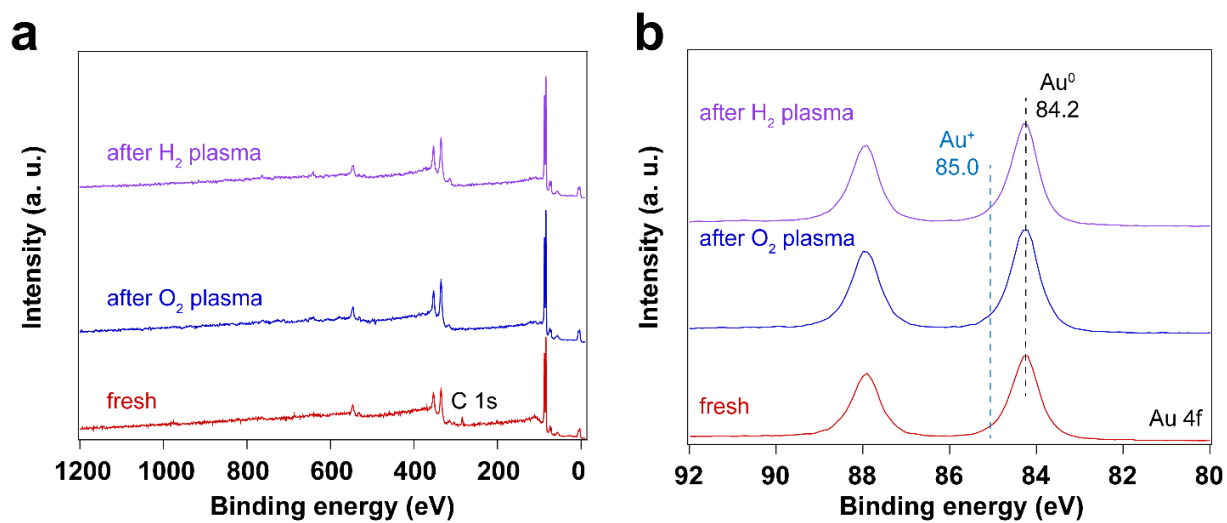 a
Intensity (a. u.)
after H₂ plasma
after O₂ plasma
fresh
C 1s
1200 1000 800 600 400 200 0
Binding energy (eV)
b
Intensity (a. u.)
Au⁰
84.2
after H₂ plasma
Au⁺
85.0
after O₂ plasma
fresh
Au 4f
92 90 88 86 84 82 80
Binding energy (eV)